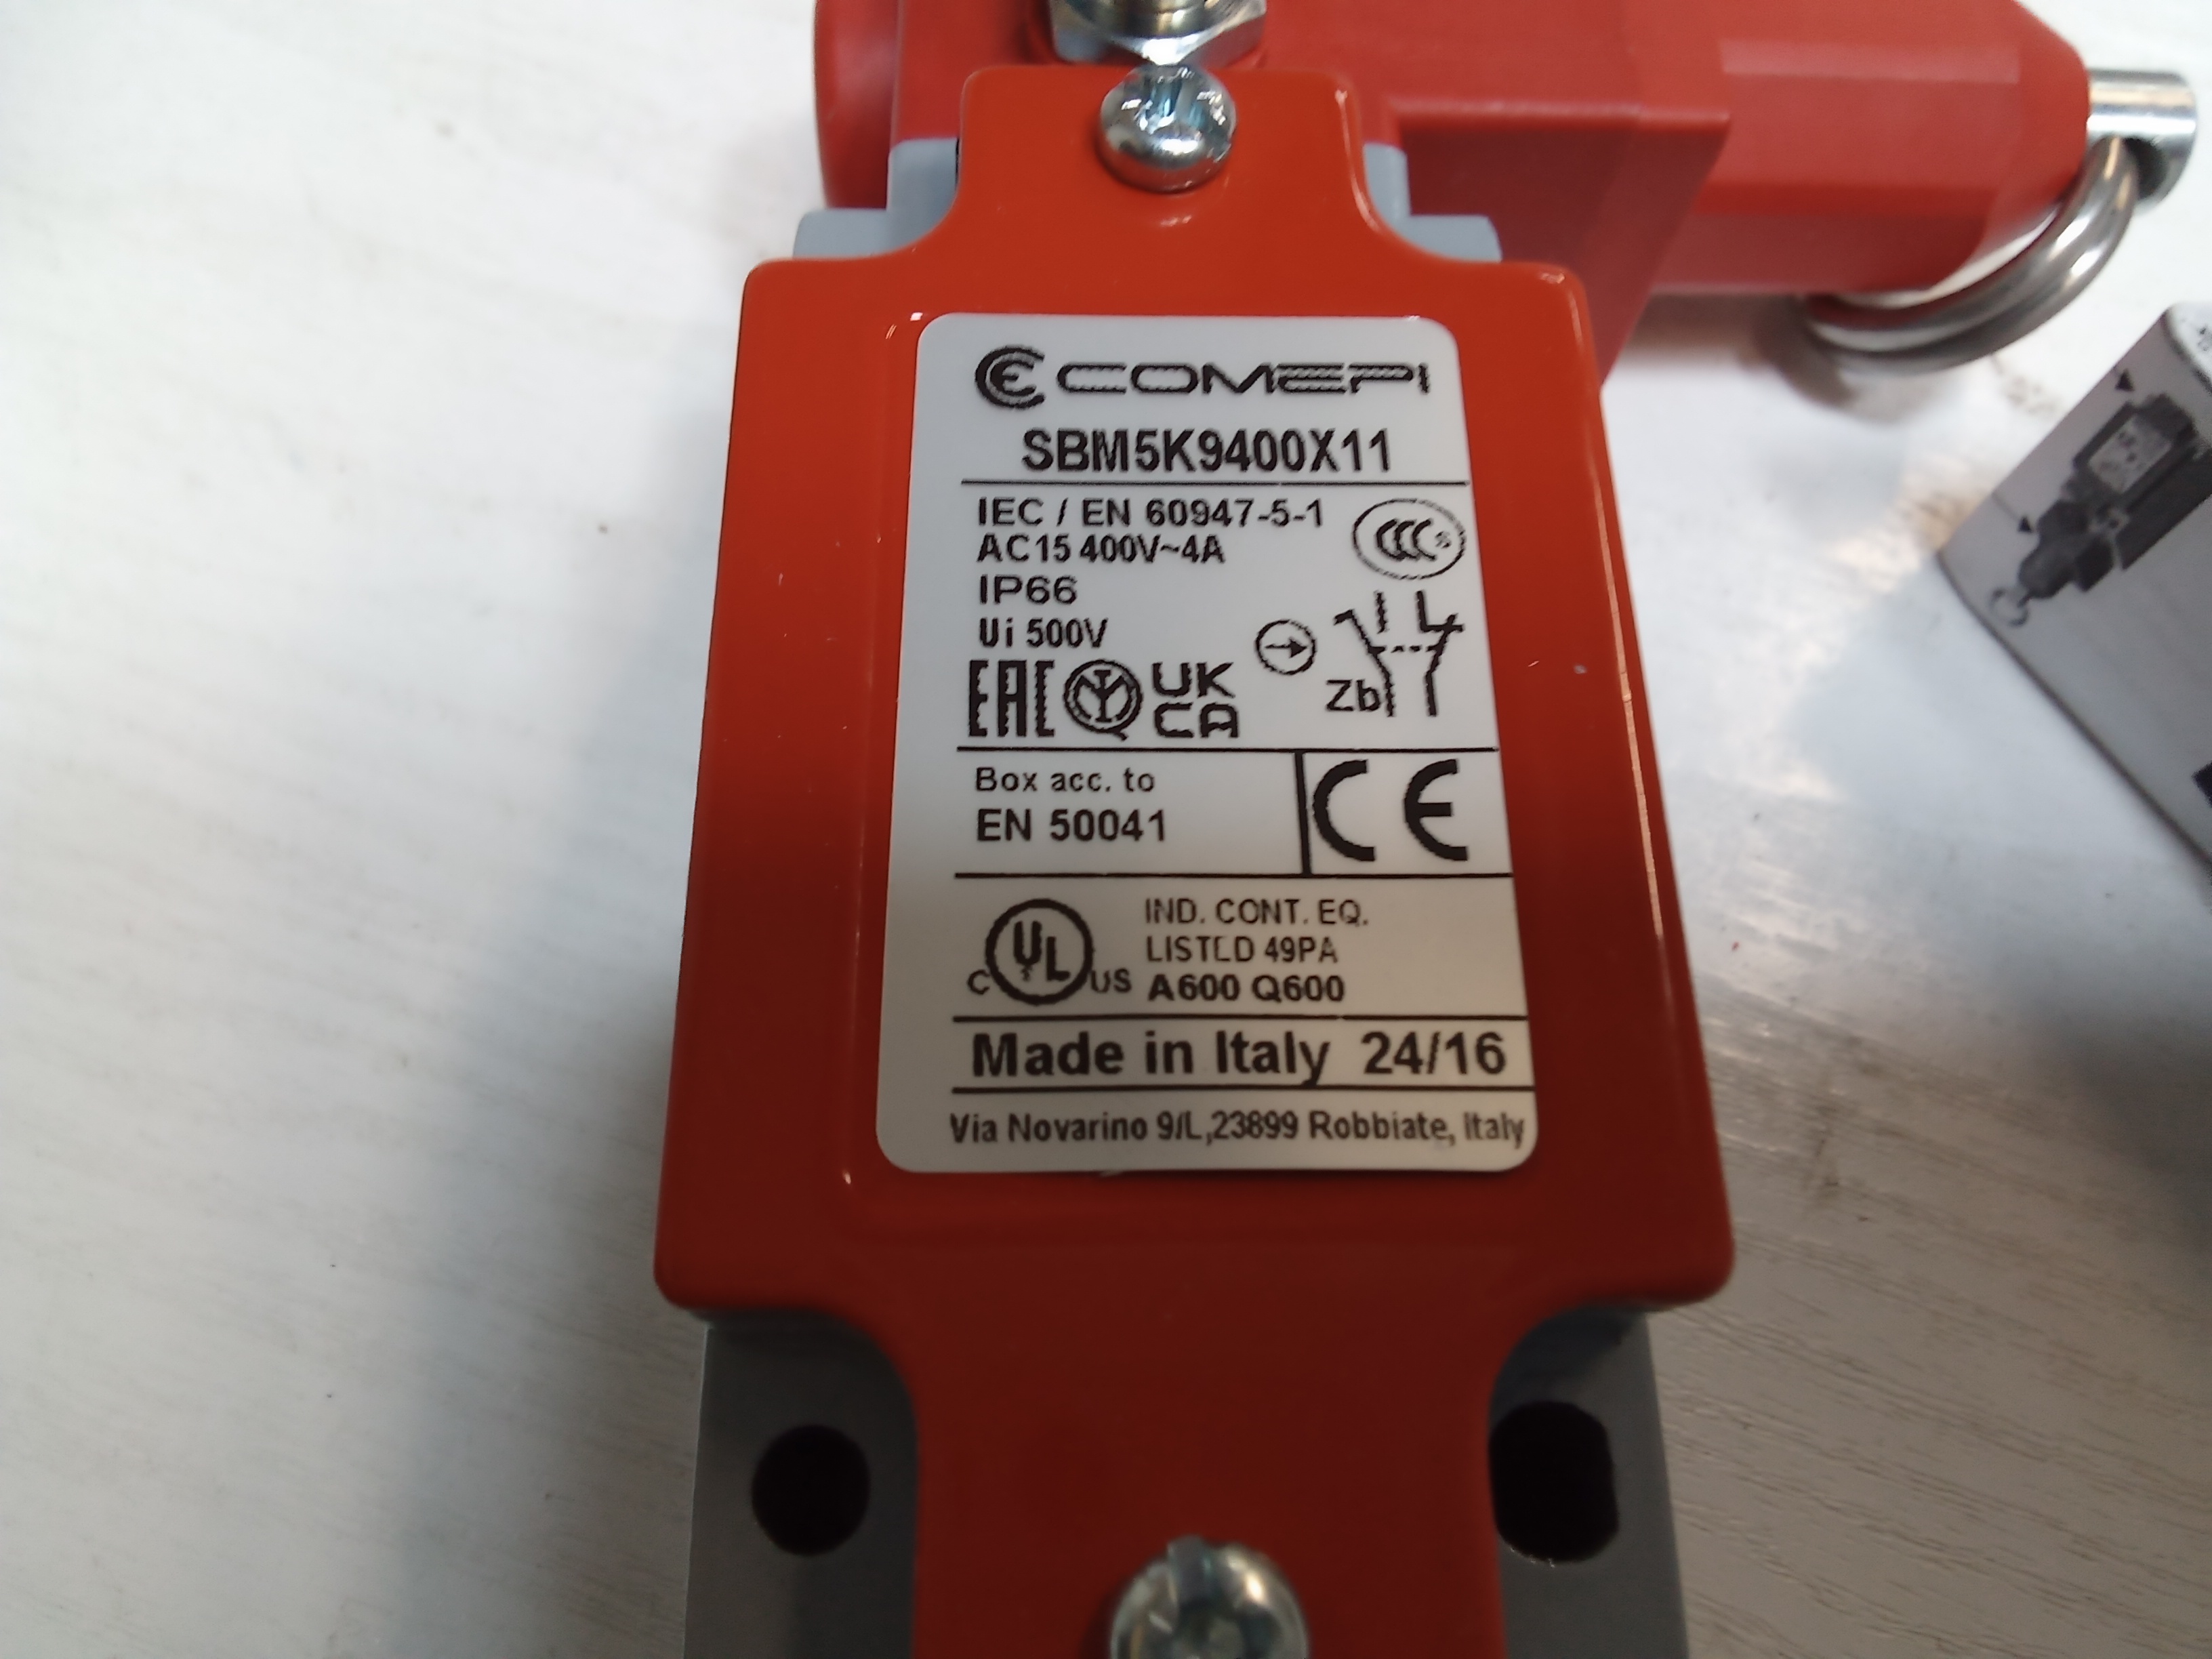 COMEPI
SBM5K9400X11
IEC / EN 60947-5-1
CCC S
AC15 400V~4A
IP66
Ui 500V
EAC
UK
CA
Zb
Box acc. to
EN 50041
CE
C UL US
IND. CONT. EQ.
LISTED 49PA
A600 Q600
Made in Italy 24/16
Via Novarino 9/L,23899 Robbiate, Italy